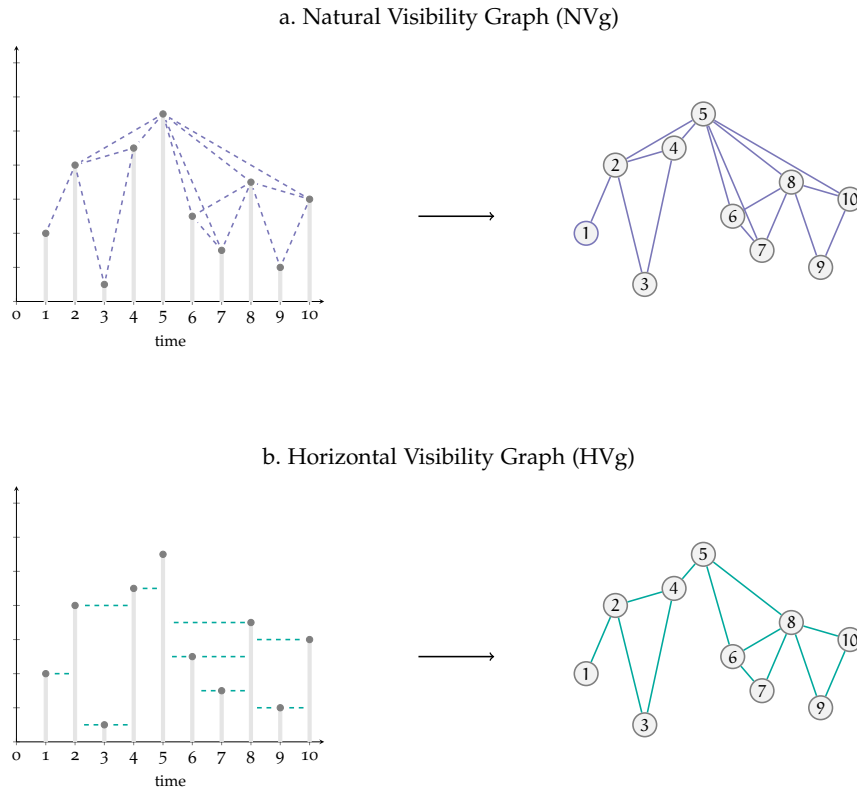 a. Natural Visibility Graph (NVg)
0 1 2 3 4 5 6 7 8 9 10
time
1 2 3 4 5 6 7 8 9 10
b. Horizontal Visibility Graph (HVg)
0 1 2 3 4 5 6 7 8 9 10
time
1 2 3 4 5 6 7 8 9 10